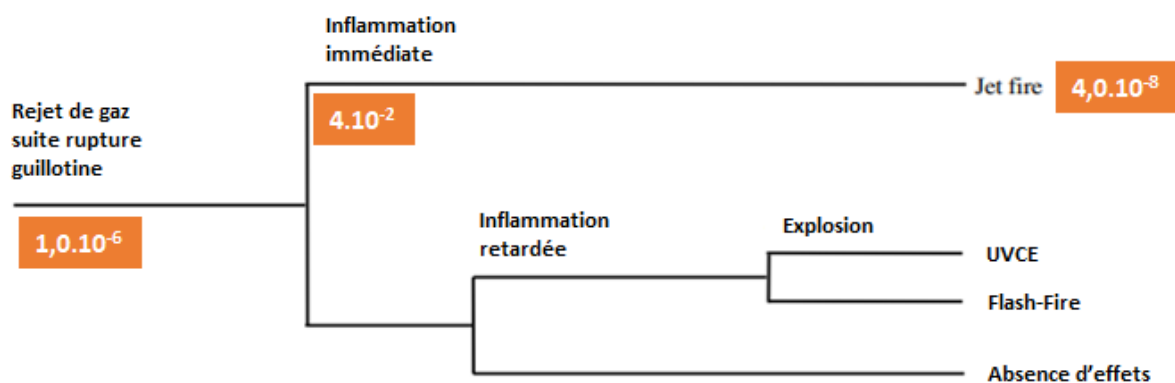 Inflammation
immédiate
Jet fire
4,0.10⁻⁸
4.10⁻²
Rejet de gaz
suite rupture
guillotine
1,0.10⁻⁶
Inflammation
retardée
Explosion
UVCE
Flash-Fire
Absence d'effets